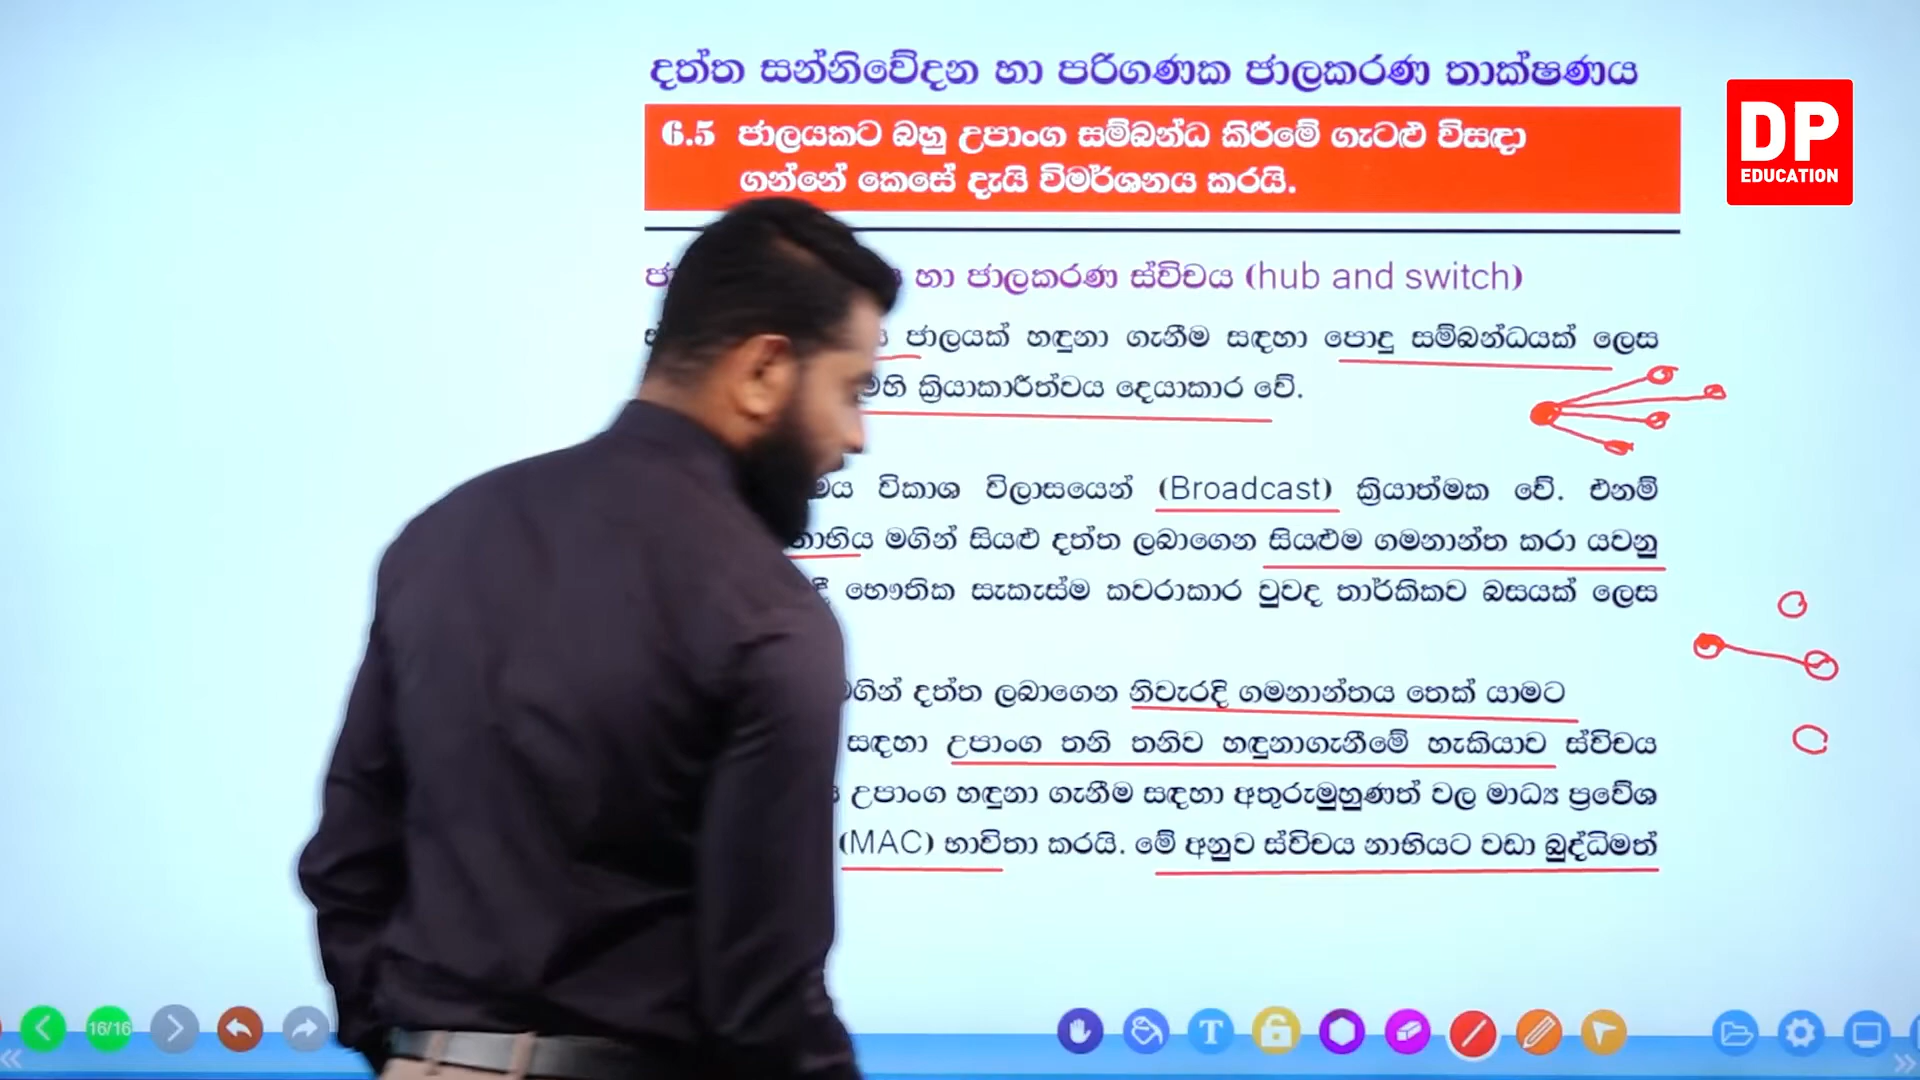 දත්ත සන්නිවේදන හා පරිගණක ජාලකරණ තාක්ෂණය
6.5 ජාලයකට බහු උපාංග සම්බන්ධ කිරීමේ ගැටළු විසඳා
ගන්නේ කෙසේ දැයි විමර්ශනය කරයි.
DP
EDUCATION
හා ජාලකරණ ස්විචය (hub and switch)
ජාලයක් හඳුනා ගැනීම සඳහා පොදු සම්බන්ධයක් ලෙස
ක්‍රියාකාරීත්වය දෙයාකාර වේ.
විකාශ විලාසයෙන් (Broadcast) ක්‍රියාත්මක වේ. එනම්
නාභිය මගින් සියළු දත්ත ලබාගෙන සියළුම ගමනාන්ත කරා යවනු
භෞතික සැකැස්ම කවරාකාර වුවද තාර්කිකව බසයක් ලෙස
මගින් දත්ත ලබාගෙන නිවැරදි ගමනාන්තය තෙක් යාමට
සඳහා උපාංග තනි තනිව හඳුනාගැනීමේ හැකියාව ස්විචය
උපාංග හඳුනා ගැනීම සඳහා අතුරුමුහුණත් වල මාධ්‍ය ප්‍රවේශ
(MAC) භාවිතා කරයි. මේ අනුව ස්විචය නාභියට වඩා බුද්ධිමත්
16/16
T